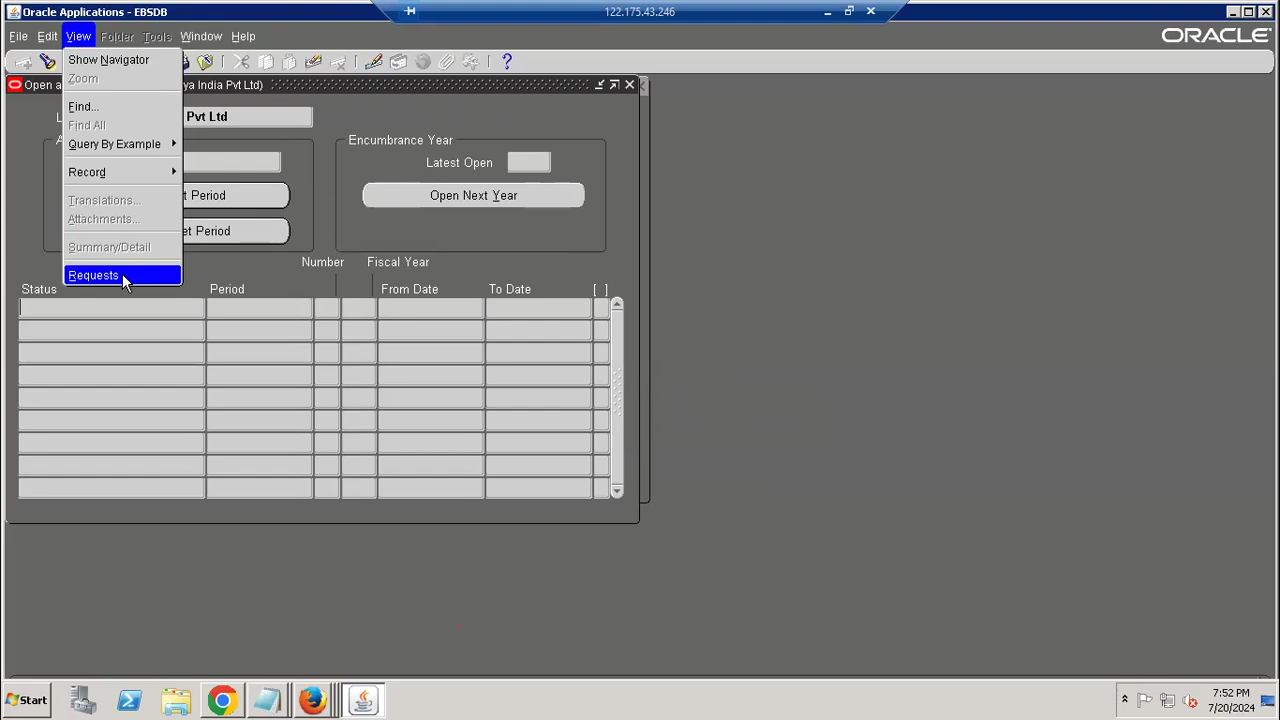 Oracle Applications - EBSDB
122.175.43.246
File Edit View Folder Tools Window Help
ORACLE
Show Navigator
Zoom
Find...
Find All
Query By Example
Record
Translations...
Attachments...
Summary/Detail
Requests
Open a
ya India Pvt Ltd)
Pvt Ltd
Encumbrance Year
Latest Open
t Period
Open Next Year
et Period
Number Fiscal Year
Status Period From Date To Date [ ]
Start
7:52 PM
7/20/2024